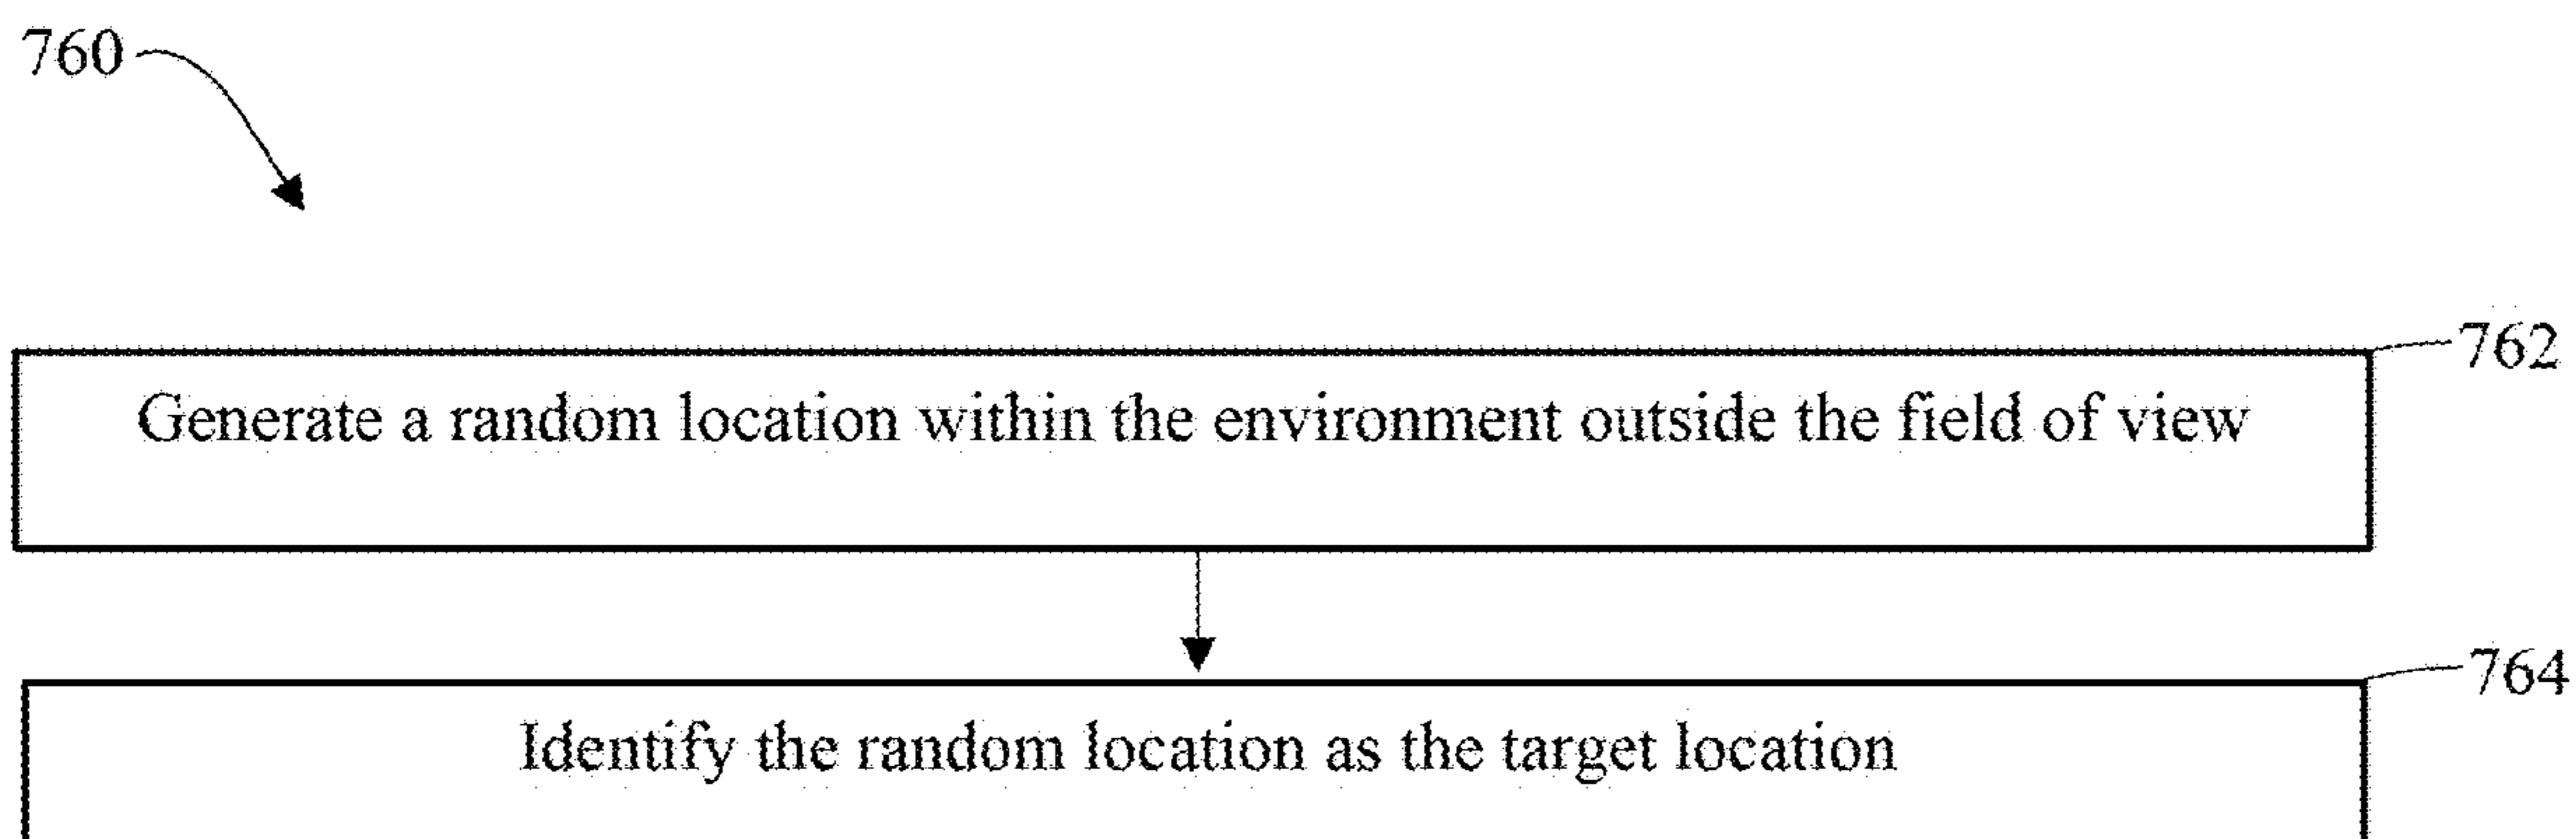 760
762
Generate a random location within the environment outside the field of view
764
Identify the random location as the target location